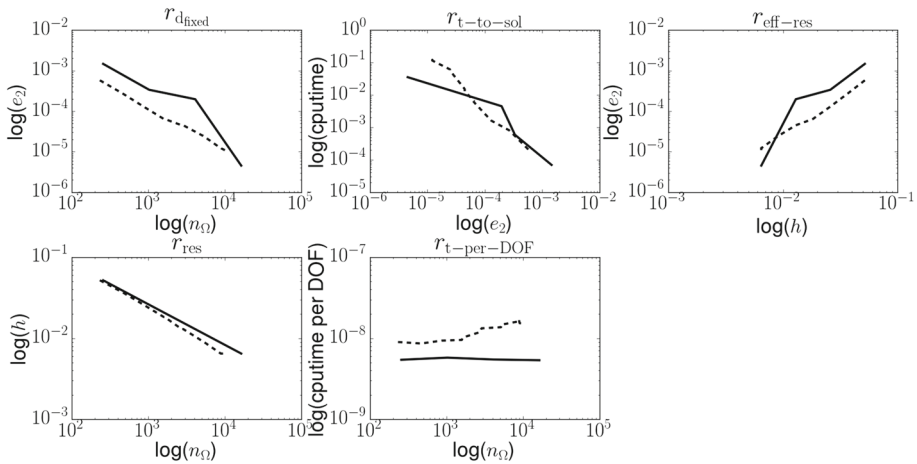 r_{d_{fixed}}
10^{-2}
10^{-3}
10^{-4}
10^{-5}
10^{-6}
log(e_2)
10^2 10^3 10^4 10^5
log(n_Ω)
r_{t-to-sol}
10^0
10^{-1}
10^{-2}
10^{-3}
10^{-4}
10^{-5}
log(cputime)
10^{-6} 10^{-5} 10^{-4} 10^{-3} 10^{-2}
log(e_2)
r_{eff-res}
10^{-2}
10^{-3}
10^{-4}
10^{-5}
10^{-6}
log(e_2)
10^{-3} 10^{-2} 10^{-1}
log(h)
r_{res}
10^{-1}
10^{-2}
10^{-3}
log(h)
10^2 10^3 10^4 10^5
log(n_Ω)
r_{t-per-DOF}
10^{-7}
10^{-8}
10^{-9}
log(cputime per DOF)
10^2 10^3 10^4 10^5
log(n_Ω)